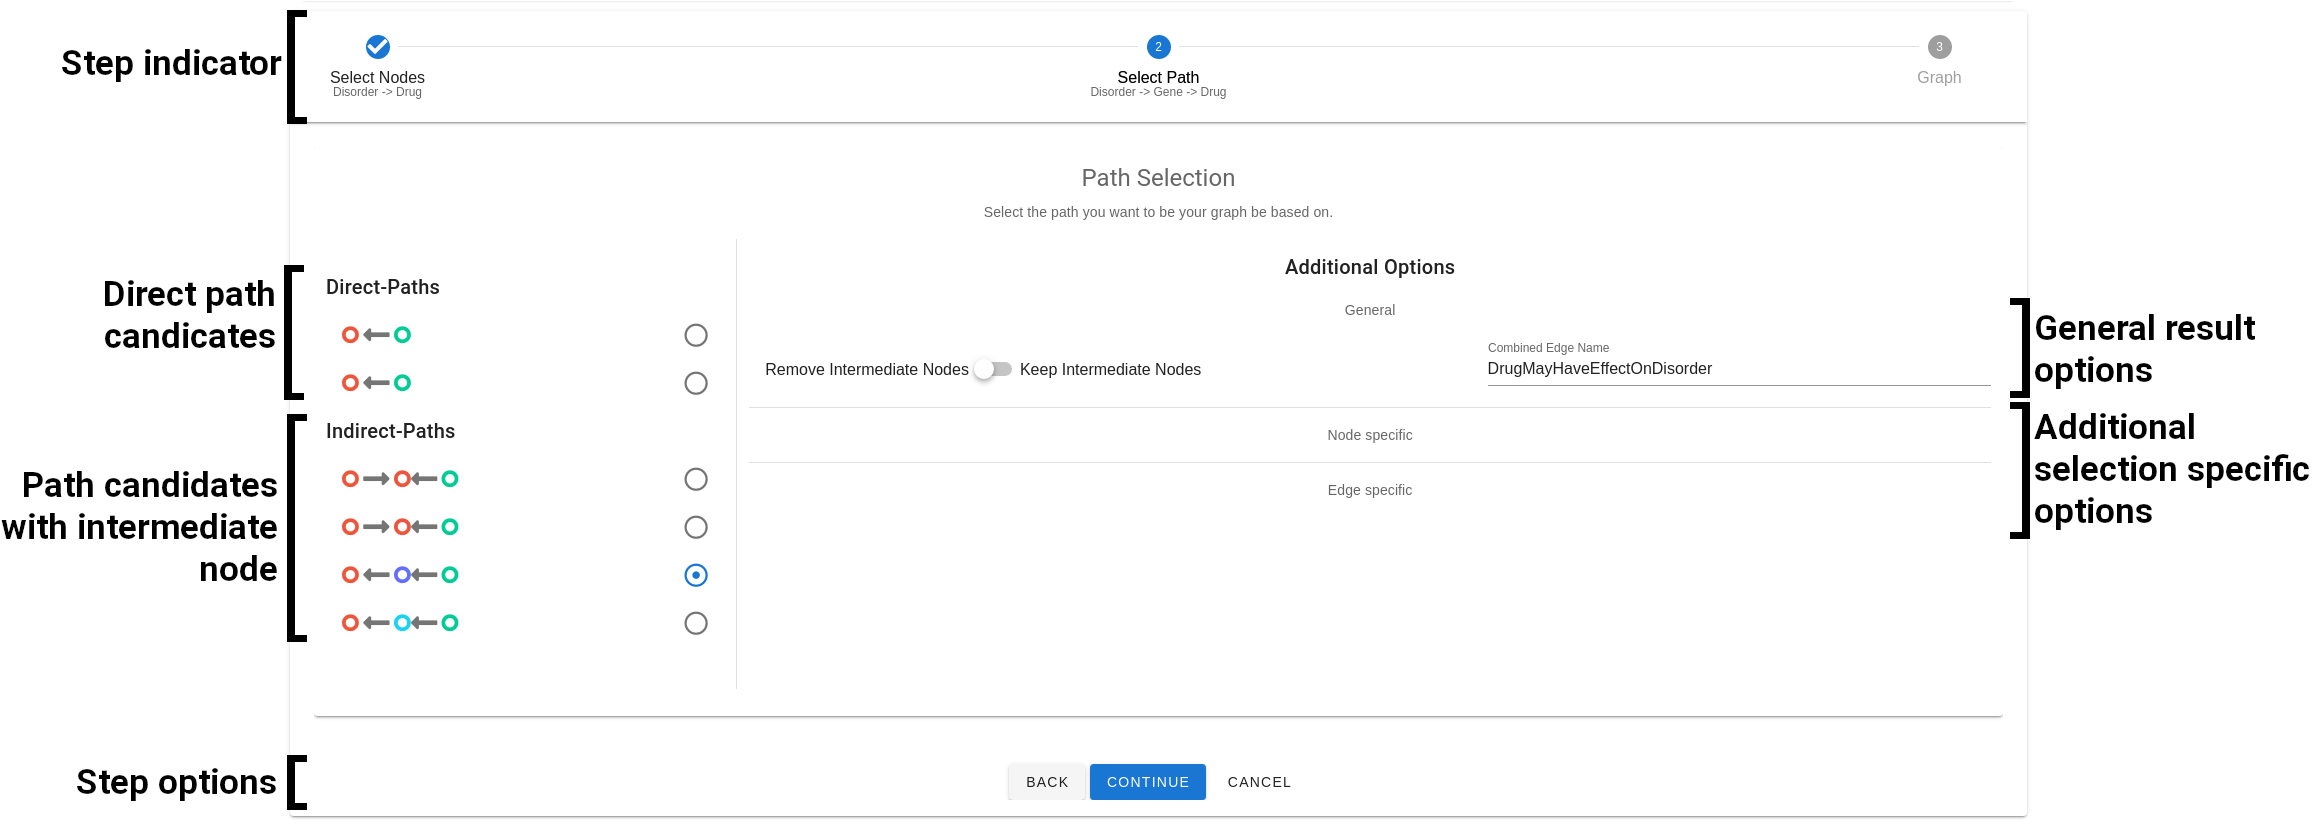 Step indicator
2
3
Select Nodes
Disorder -> Drug
Select Path
Disorder -> Gene -> Drug
Graph
Path Selection
Select the path you want to be your graph be based on.
Direct path
candicates
Direct-Paths
Additional Options
General
Remove Intermediate Nodes
Keep Intermediate Nodes
Combined Edge Name
DrugMayHaveEffectOnDisorder
General result
options
Path candidates
with intermediate
node
Indirect-Paths
Node specific
Edge specific
Additional
selection specific
options
Step options
BACK
CONTINUE
CANCEL